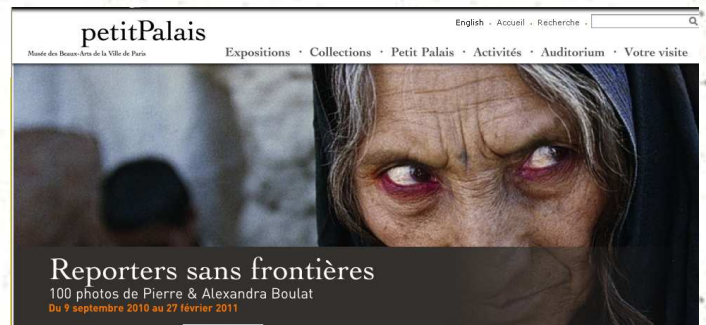 petitPalais
Musée des Beaux-Arts de la Ville de Paris
English Accueil Recherche
Expositions · Collections · Petit Palais · Activités · Auditorium · Votre visite
Reporters sans frontières
100 photos de Pierre & Alexandra Boulat
Du 9 septembre 2010 au 27 février 2011